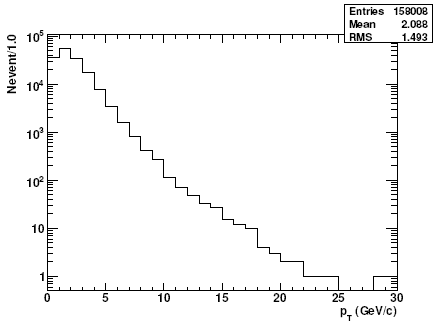 Entries 158008
Mean 2.088
RMS 1.493
Nevent/1.0
10^5
10^4
10^3
10^2
10
1
0 5 10 15 20 25 30
p_T (GeV/c)